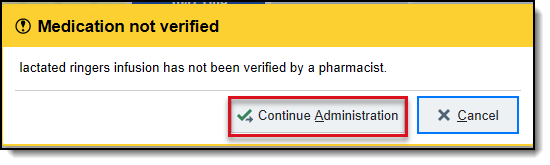 Medication not verified
lactated ringers infusion has not been verified by a pharmacist.
Continue Administration
Cancel